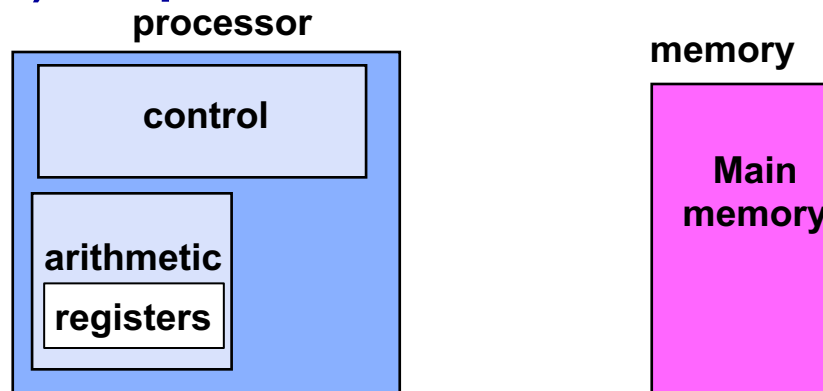 processor
memory
control
Main
memory
arithmetic
registers